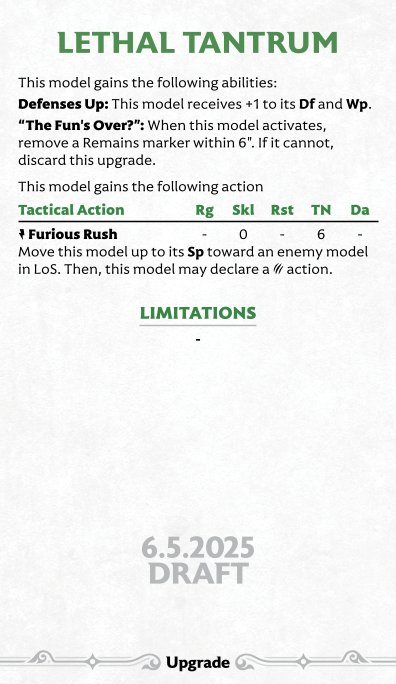 LETHAL TANTRUM
This model gains the following abilities:
Defenses Up: This model receives +1 to its Df and Wp.
“The Fun's Over?”: When this model activates,
remove a Remains marker within 6". If it cannot,
discard this upgrade.
This model gains the following action
Tactical Action Rg Skl Rst TN Da
Furious Rush - 0 - 6 -
Move this model up to its Sp toward an enemy model
in LoS. Then, this model may declare a action.
LIMITATIONS
-
6.5.2025
DRAFT
Upgrade